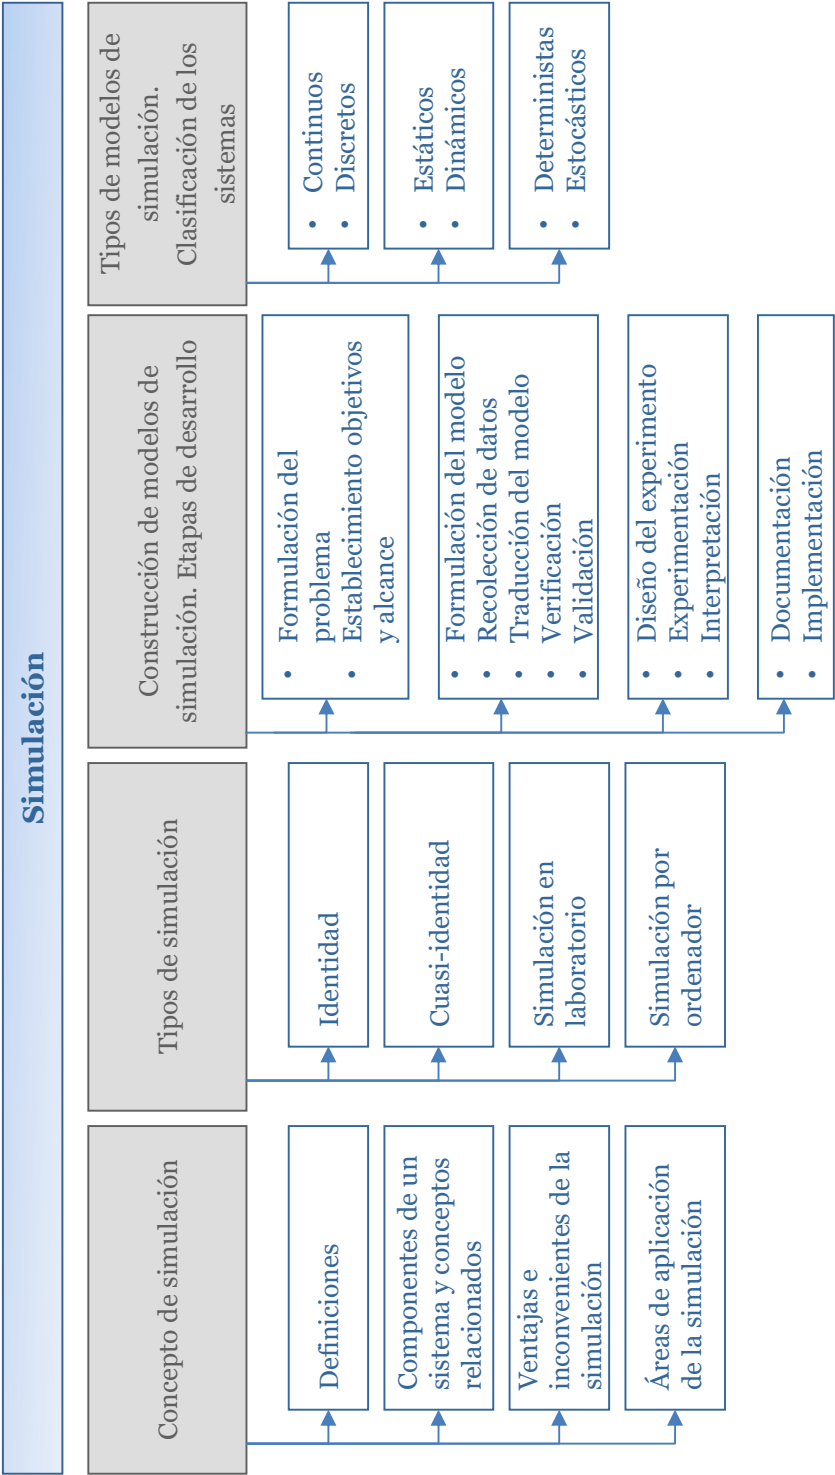 Simulación
Concepto de simulación
Definiciones
Componentes de un
sistema y conceptos
relacionados
Ventajas e
inconvenientes de la
simulación
Áreas de aplicación
de la simulación
Tipos de simulación
Identidad
Cuasi-identidad
Simulación en
laboratorio
Simulación por
ordenador
Construcción de modelos de
simulación. Etapas de desarrollo
• Formulación del
problema
• Establecimiento objetivos
y alcance
• Formulación del modelo
• Recolección de datos
• Traducción del modelo
• Verificación
• Validación
• Diseño del experimento
• Experimentación
• Interpretación
• Documentación
• Implementación
Tipos de modelos de
simulación.
Clasificación de los
sistemas
• Continuos
• Discretos
• Estáticos
• Dinámicos
• Deterministas
• Estocásticos